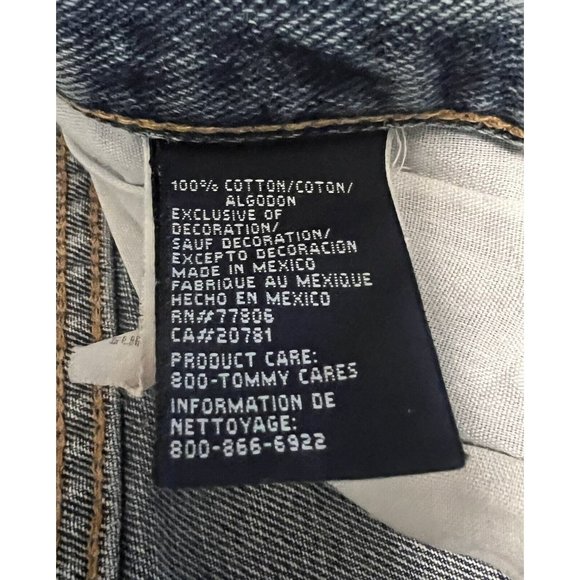 100% COTTON/COTON/
ALGODON
EXCLUSIVE OF
DECORATION/
SAUF DECORATION/
EXCEPTO DECORACION
MADE IN MEXICO
FABRIQUE AU MEXIQUE
HECHO EN MEXICO
RN#77806
CA#20781
PRODUCT CARE:
800-TOMMY CARES
INFORMATION DE
NETTOYAGE:
800-866-6922